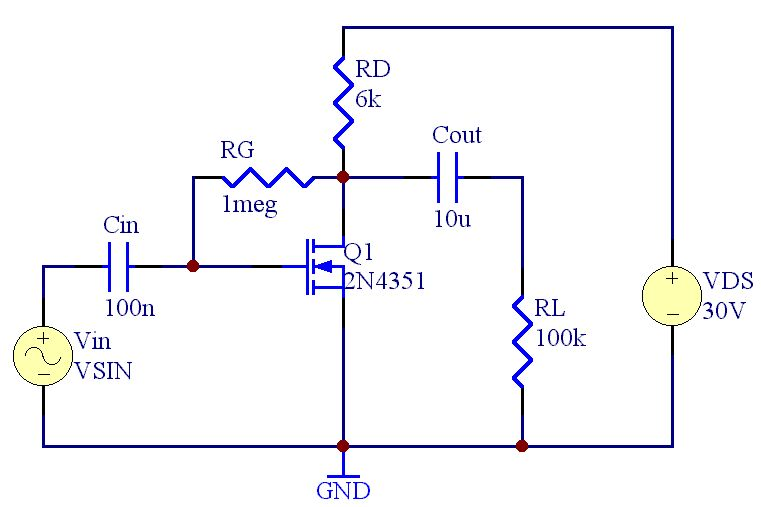 RD
6k
RG
1meg
Cout
10u
Cin
100n
Q1
2N4351
VDS
30V
RL
100k
Vin
VSIN
GND